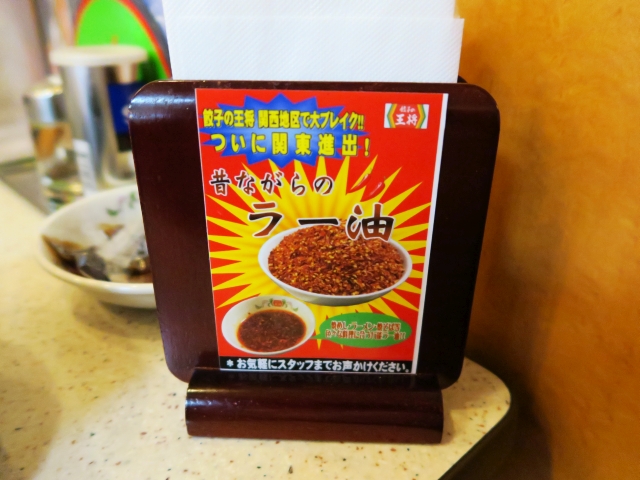 餃子の王将 関西地区で大ブレイク!!
ついに関東進出!
餃子の
王将
昔ながらの
ラー油
*お気軽にスタッフまでお声かけください。